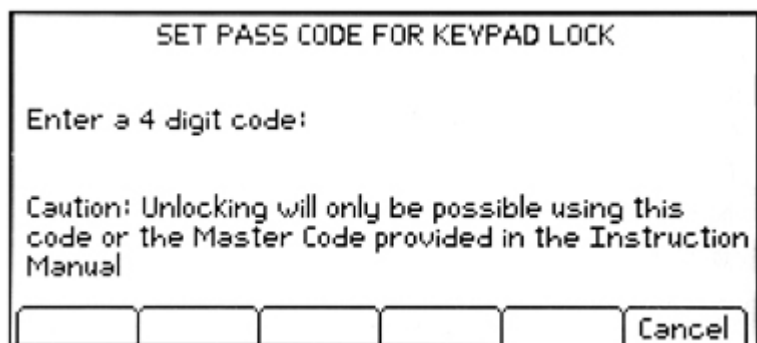 SET PASS CODE FOR KEYPAD LOCK
Enter a 4 digit code:
Caution: Unlocking will only be possible using this
code or the Master Code provided in the Instruction
Manual
Cancel